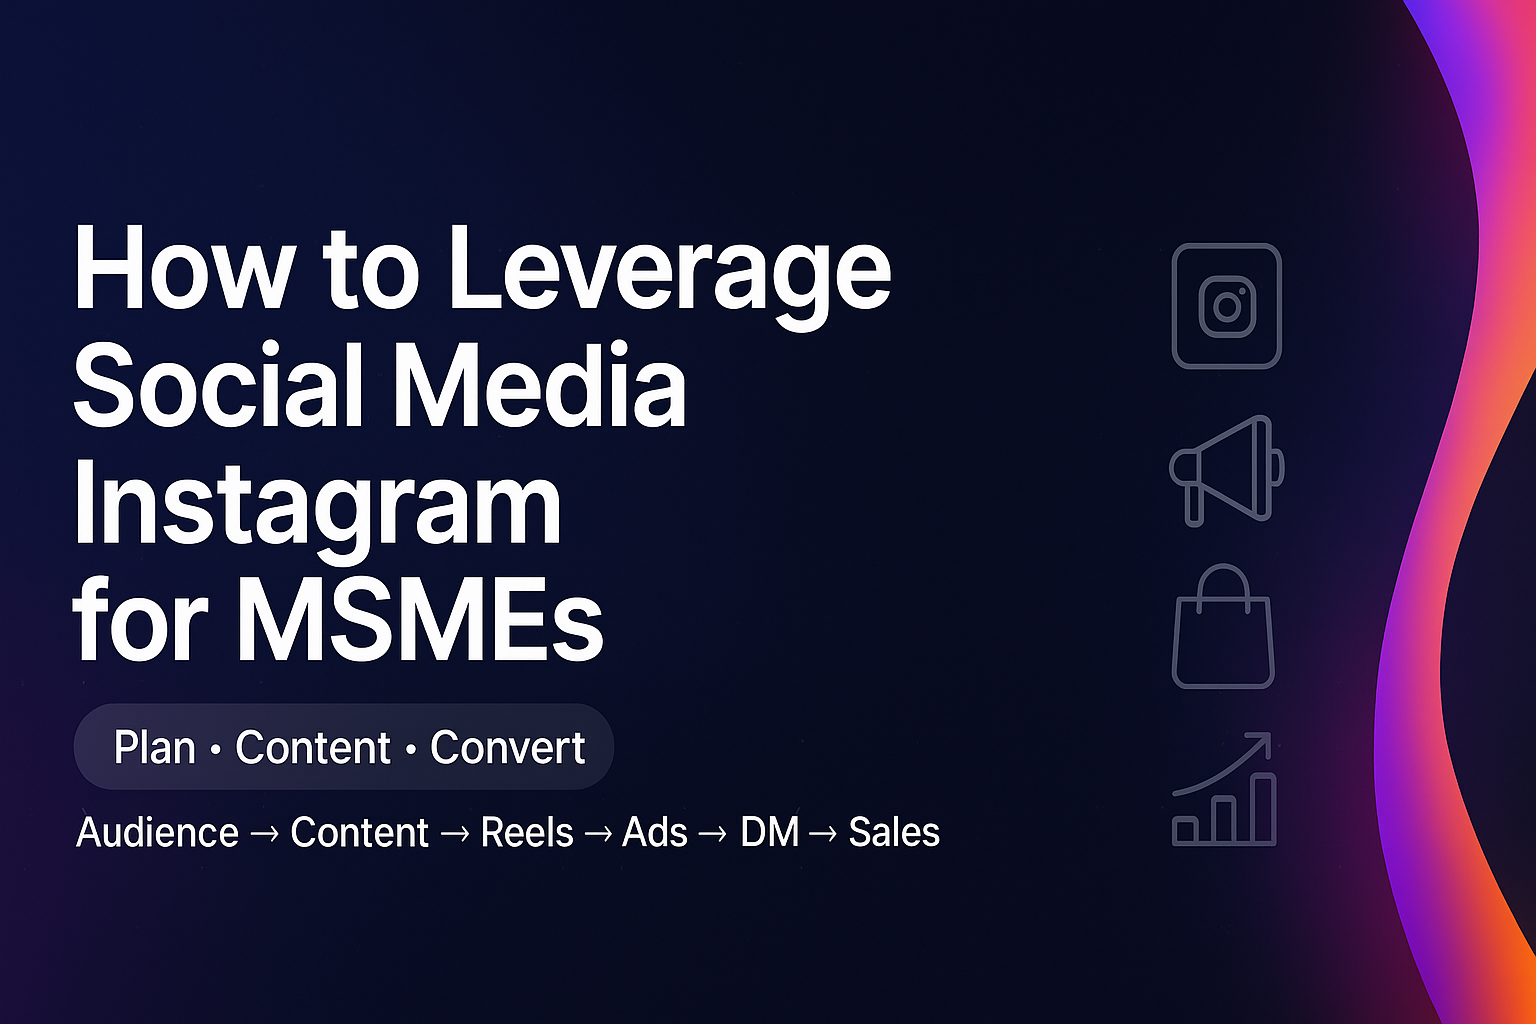 How to Leverage
Social Media
Instagram
for MSMEs
Plan • Content • Convert
Audience → Content → Reels → Ads → DM → Sales